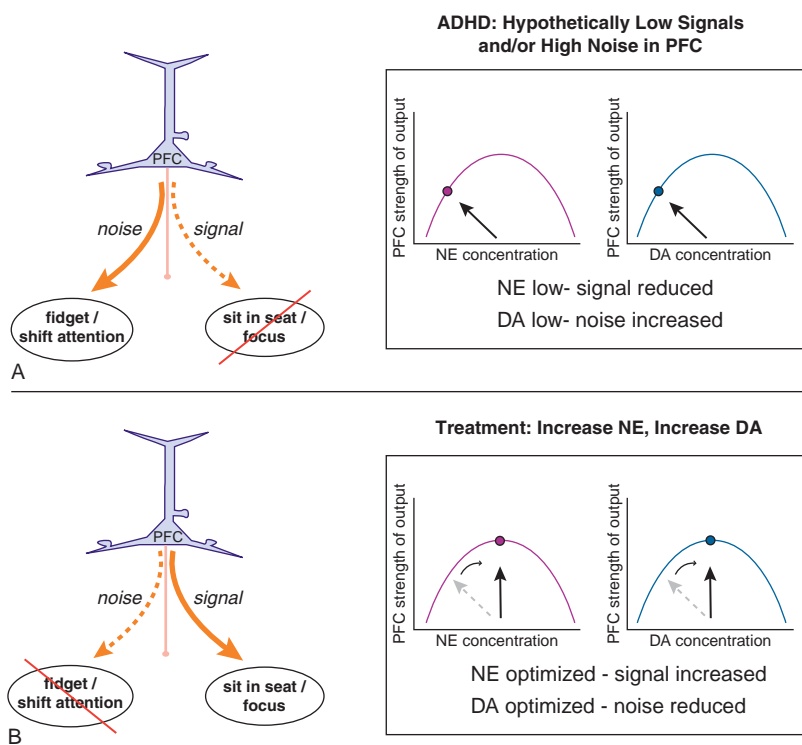 ADHD: Hypothetically Low Signals
and/or High Noise in PFC
PFC
noise
signal
fidget /
shift attention
sit in seat /
focus
A
PFC strength of output
NE concentration
PFC strength of output
DA concentration
NE low- signal reduced
DA low- noise increased
Treatment: Increase NE, Increase DA
PFC
noise
signal
fidget /
shift attention
sit in seat /
focus
B
PFC strength of output
NE concentration
PFC strength of output
DA concentration
NE optimized - signal increased
DA optimized - noise reduced